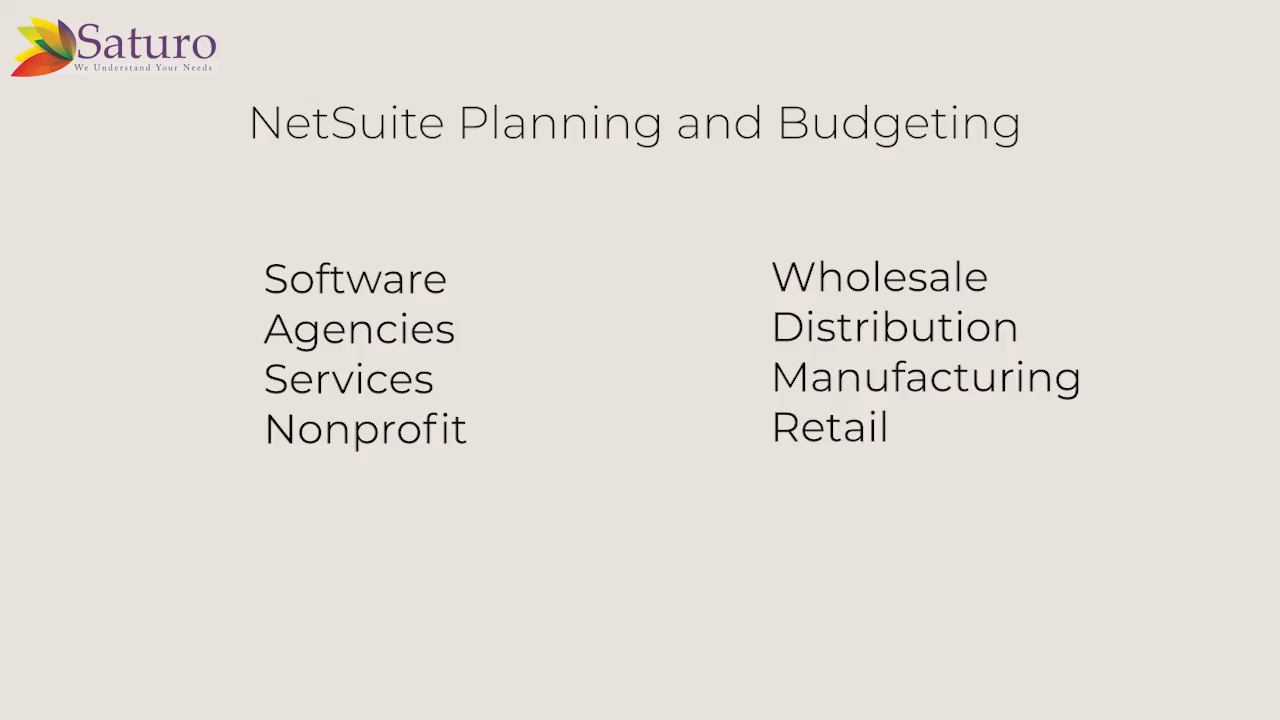 Saturo
We Understand Your Needs
NetSuite Planning and Budgeting
Software
Agencies
Services
Nonprofit
Wholesale
Distribution
Manufacturing
Retail